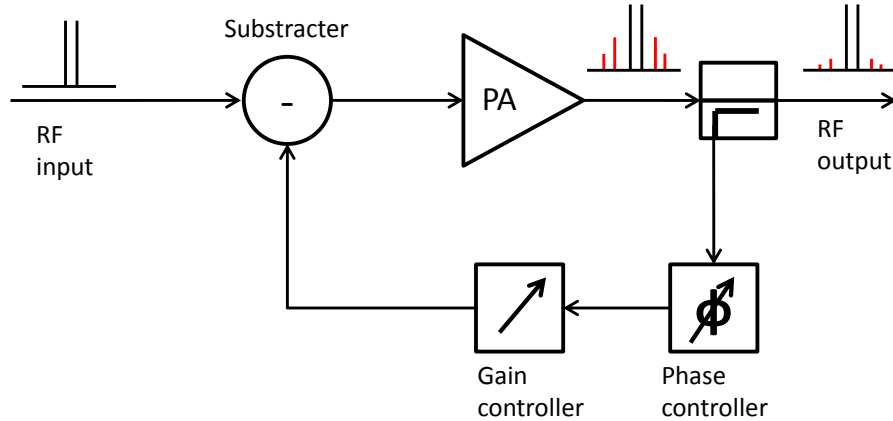 Substracter
-
PA
RF
input
RF
output
ϕ
Gain
controller
Phase
controller